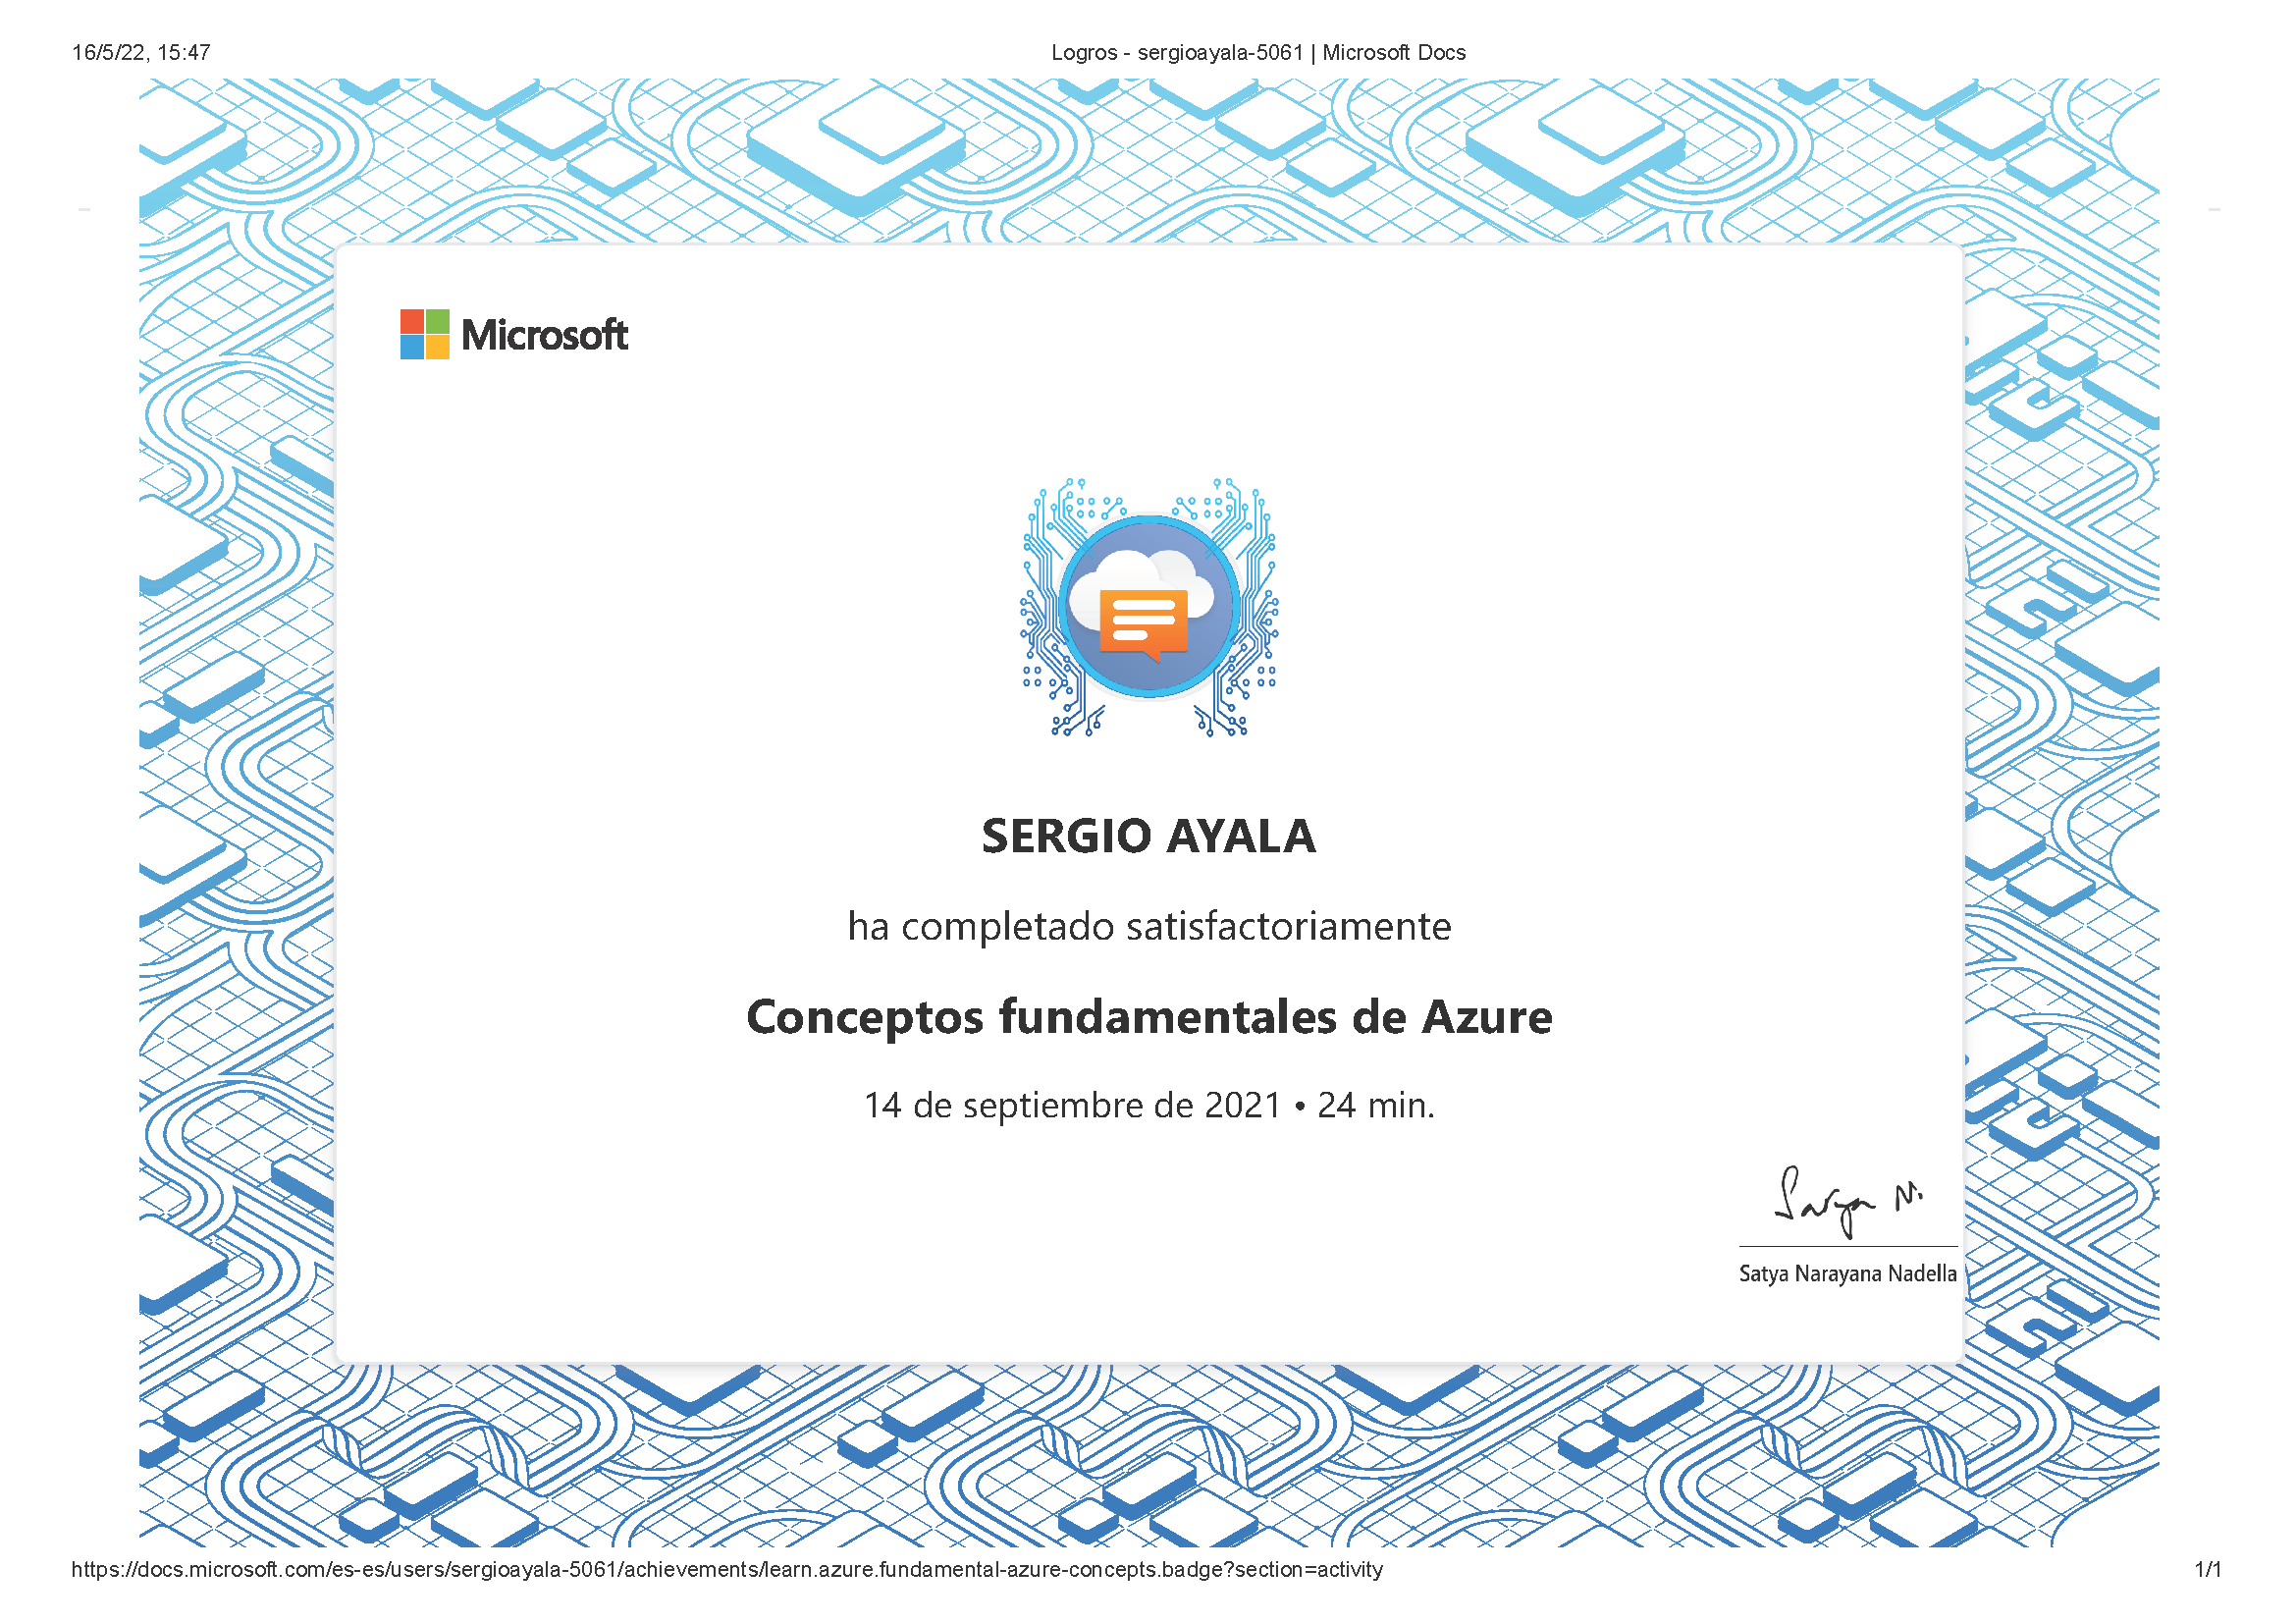 16/5/22, 15:47
Logros - sergioayala-5061 | Microsoft Docs
Microsoft
SERGIO AYALA
ha completado satisfactoriamente
Conceptos fundamentales de Azure
14 de septiembre de 2021 • 24 min.
Satya N.
Satya Narayana Nadella
https://docs.microsoft.com/es-es/users/sergioayala-5061/achievements/learn.azure.fundamental-azure-concepts.badge?section=activity
1/1